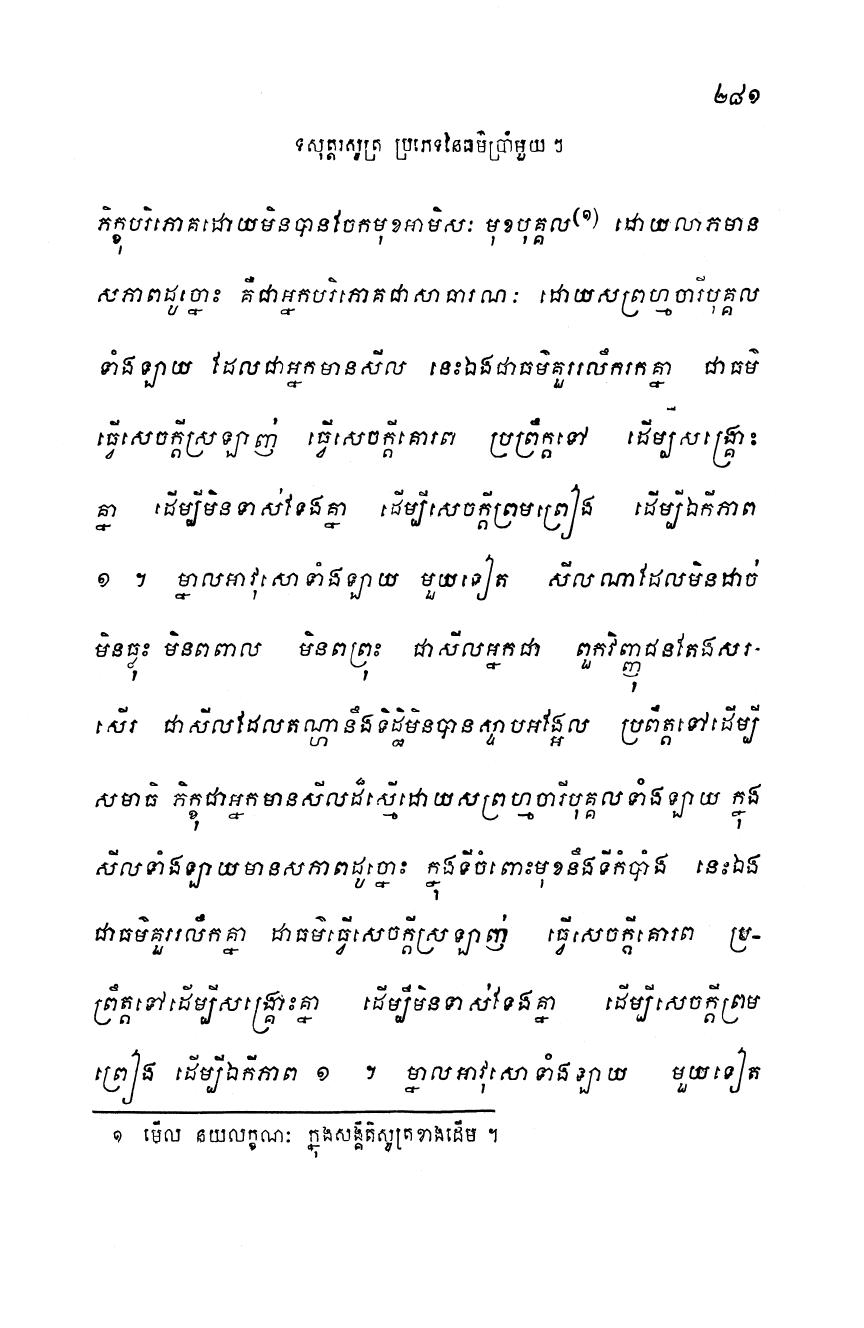 ២៨១
ទសុត្តរសូត្រ ប្រភេទនៃធម៌ប្រាំមួយ ៗ
ភិក្ខុបរិភោគដោយមិនបានចែកមុខអាមិសៈ មុខបុគ្គល(១) ដោយលាភមាន
សភាពដូច្នោះ គឺជាអ្នកបរិភោគជាសាធារណៈ ដោយសព្រហ្មចារីបុគ្គល
ទាំងឡាយ ដែលជាអ្នកមានសីល នេះឯងជាធម៌គួររលឹករកគ្នា ជាធម៌
ធ្វើសេចក្តីស្រឡាញ់ ធ្វើសេចក្តីគោរព ប្រព្រឹត្តទៅ ដើម្បីសង្គ្រោះ
គ្នា ដើម្បីមិនទាស់ទែងគ្នា ដើម្បីសេចក្តីព្រមព្រៀង ដើម្បីឯកីភាព
១ ។ ម្នាលអាវុសោទាំងឡាយ មួយទៀត សីលណាដែលមិនដាច់
មិនធ្លុះ មិនពពាល មិនពព្រុះ ជាសីលអ្នកជា ពួកវិញ្ញុជនតែងសរ-
សើរ ជាសីលដែលតណ្ហានឹងទិដ្ឋិមិនបានស្ទាបអង្អែល ប្រព្រឹត្តទៅដើម្បី
សមាធិ ភិក្ខុជាអ្នកមានសីលដ៏ស្មើដោយសព្រហ្មចារីបុគ្គលទាំងឡាយ ក្នុង
សីលទាំងឡាយមានសភាពដូច្នោះ ក្នុងទីចំពោះមុខនឹងទីកំបាំង នេះឯង
ជាធម៌គួររលឹកគ្នា ជាធម៌ធ្វើសេចក្តីស្រឡាញ់ ធ្វើសេចក្តីគោរព ប្រ-
ព្រឹត្តទៅដើម្បីសង្គ្រោះគ្នា ដើម្បីមិនទាស់ទែងគ្នា ដើម្បីសេចក្តីព្រម
ព្រៀង ដើម្បីឯកីភាព ១ ។ ម្នាលអាវុសោទាំងឡាយ មួយទៀត
១ មើល នយលក្ខណៈ ក្នុងសង្គីតិសូត្រខាងដើម ។